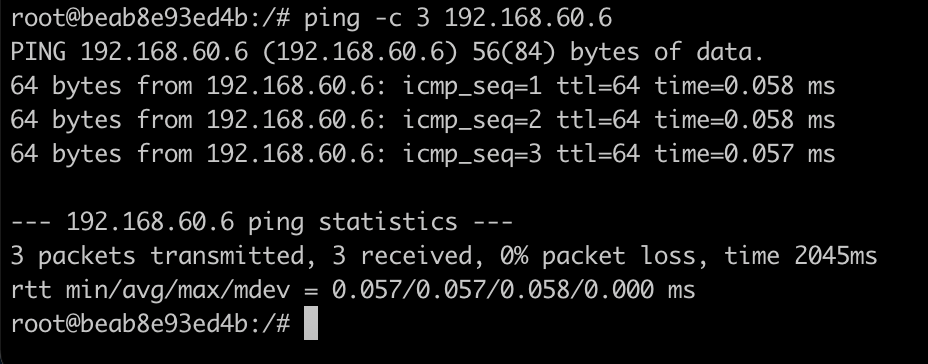 root@beab8e93ed4b:/# ping -c 3 192.168.60.6
PING 192.168.60.6 (192.168.60.6) 56(84) bytes of data.
64 bytes from 192.168.60.6: icmp_seq=1 ttl=64 time=0.058 ms
64 bytes from 192.168.60.6: icmp_seq=2 ttl=64 time=0.058 ms
64 bytes from 192.168.60.6: icmp_seq=3 ttl=64 time=0.057 ms

--- 192.168.60.6 ping statistics ---
3 packets transmitted, 3 received, 0% packet loss, time 2045ms
rtt min/avg/max/mdev = 0.057/0.057/0.058/0.000 ms
root@beab8e93ed4b:/#